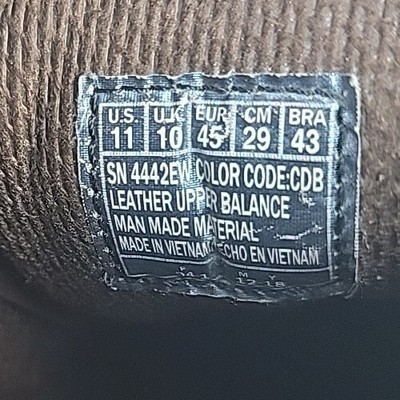 U.S. U.K EUR CM BRA
11 10 45 29 43
SN 4442EW COLOR CODE:CDB
LEATHER UPPER BALANCE
MAN MADE MATERIAL
MADE IN VIETNAM ECHO EN VIETNAM